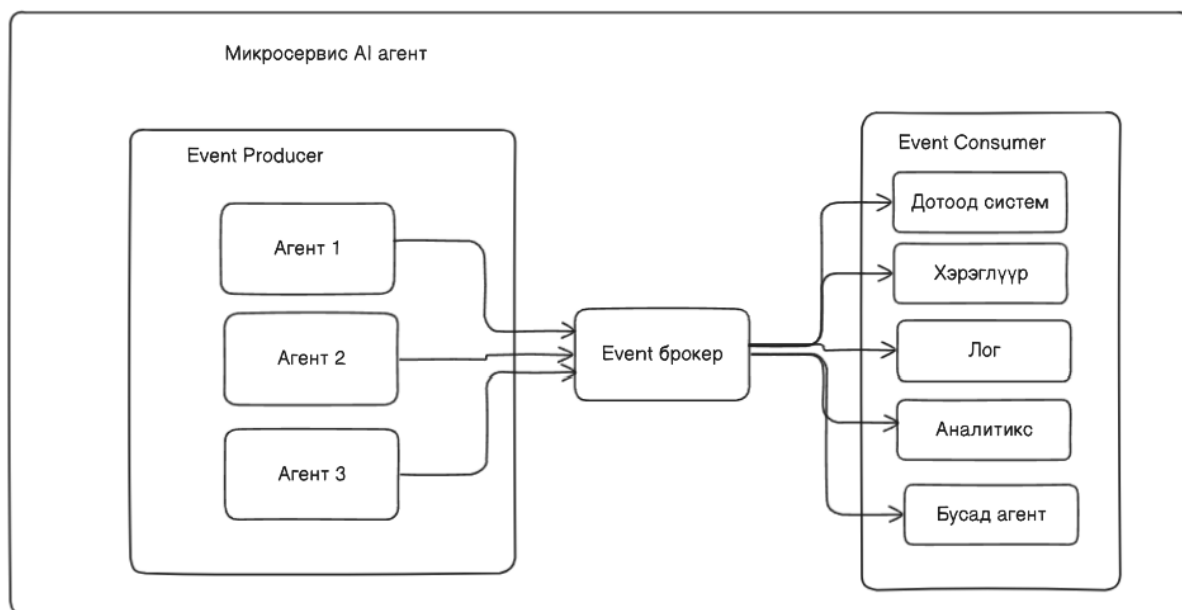 Микросервис AI агент
Event Producer
Агент 1
Агент 2
Агент 3
Event брокер
Event Consumer
Дотоод систем
Хэрэглүүр
Лог
Аналитикс
Бусад агент